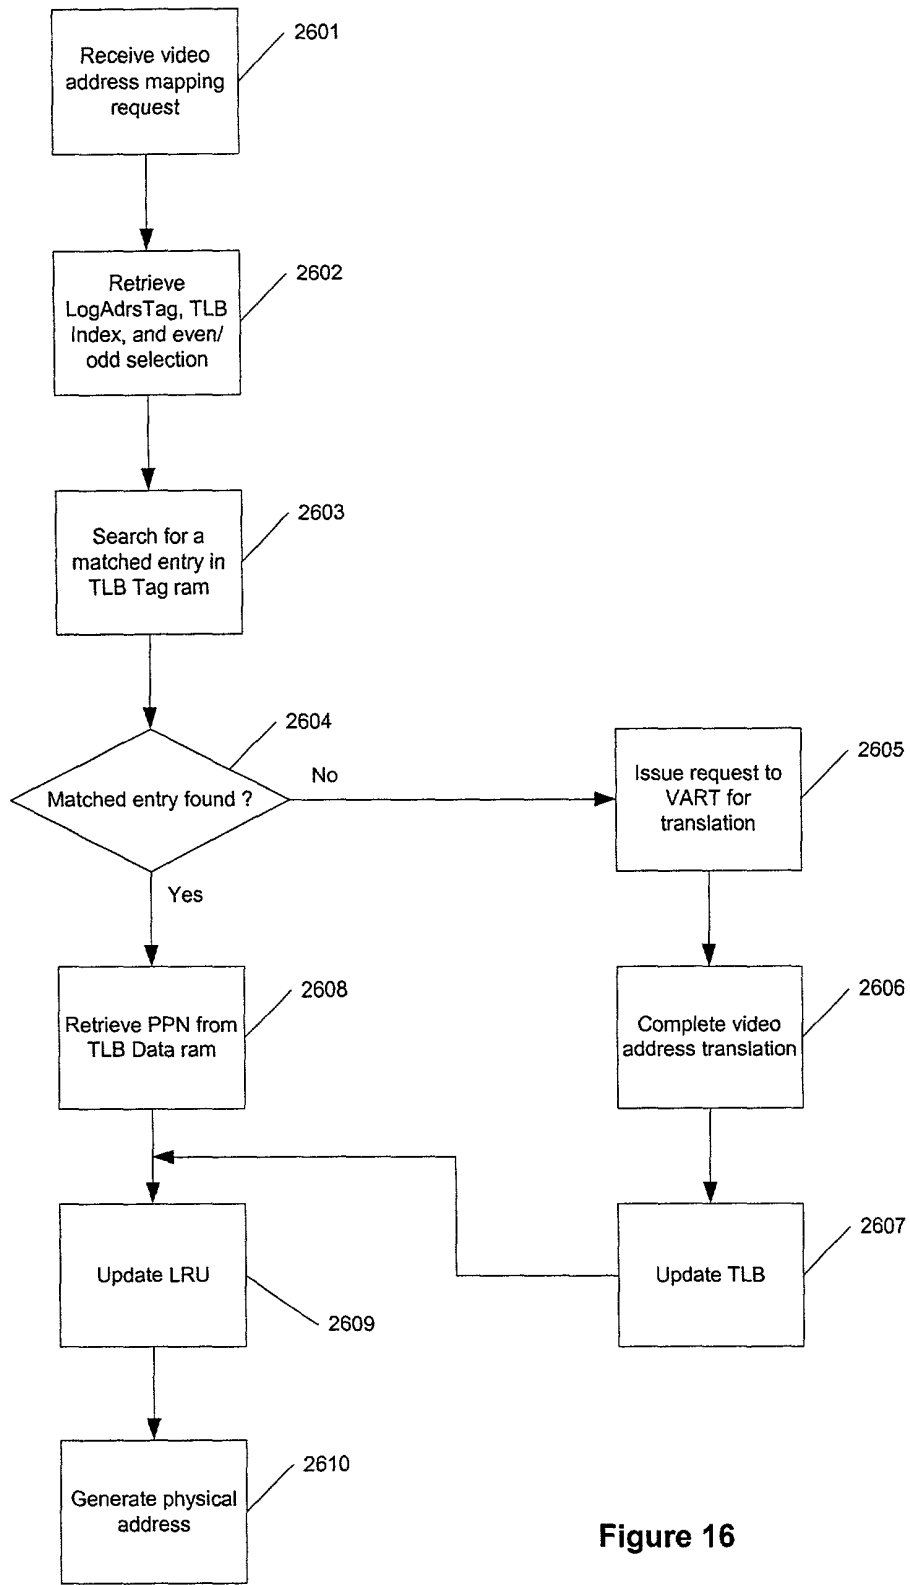 2601
Receive video
address mapping
request
2602
Retrieve
LogAdrsTag, TLB
Index, and even/
odd selection
2603
Search for a
matched entry in
TLB Tag ram
2604
Matched entry found ?
No
Yes
2605
Issue request to
VART for
translation
2606
Complete video
address translation
2607
Update TLB
2608
Retrieve PPN from
TLB Data ram
Update LRU
2609
2610
Generate physical
address
Figure 16